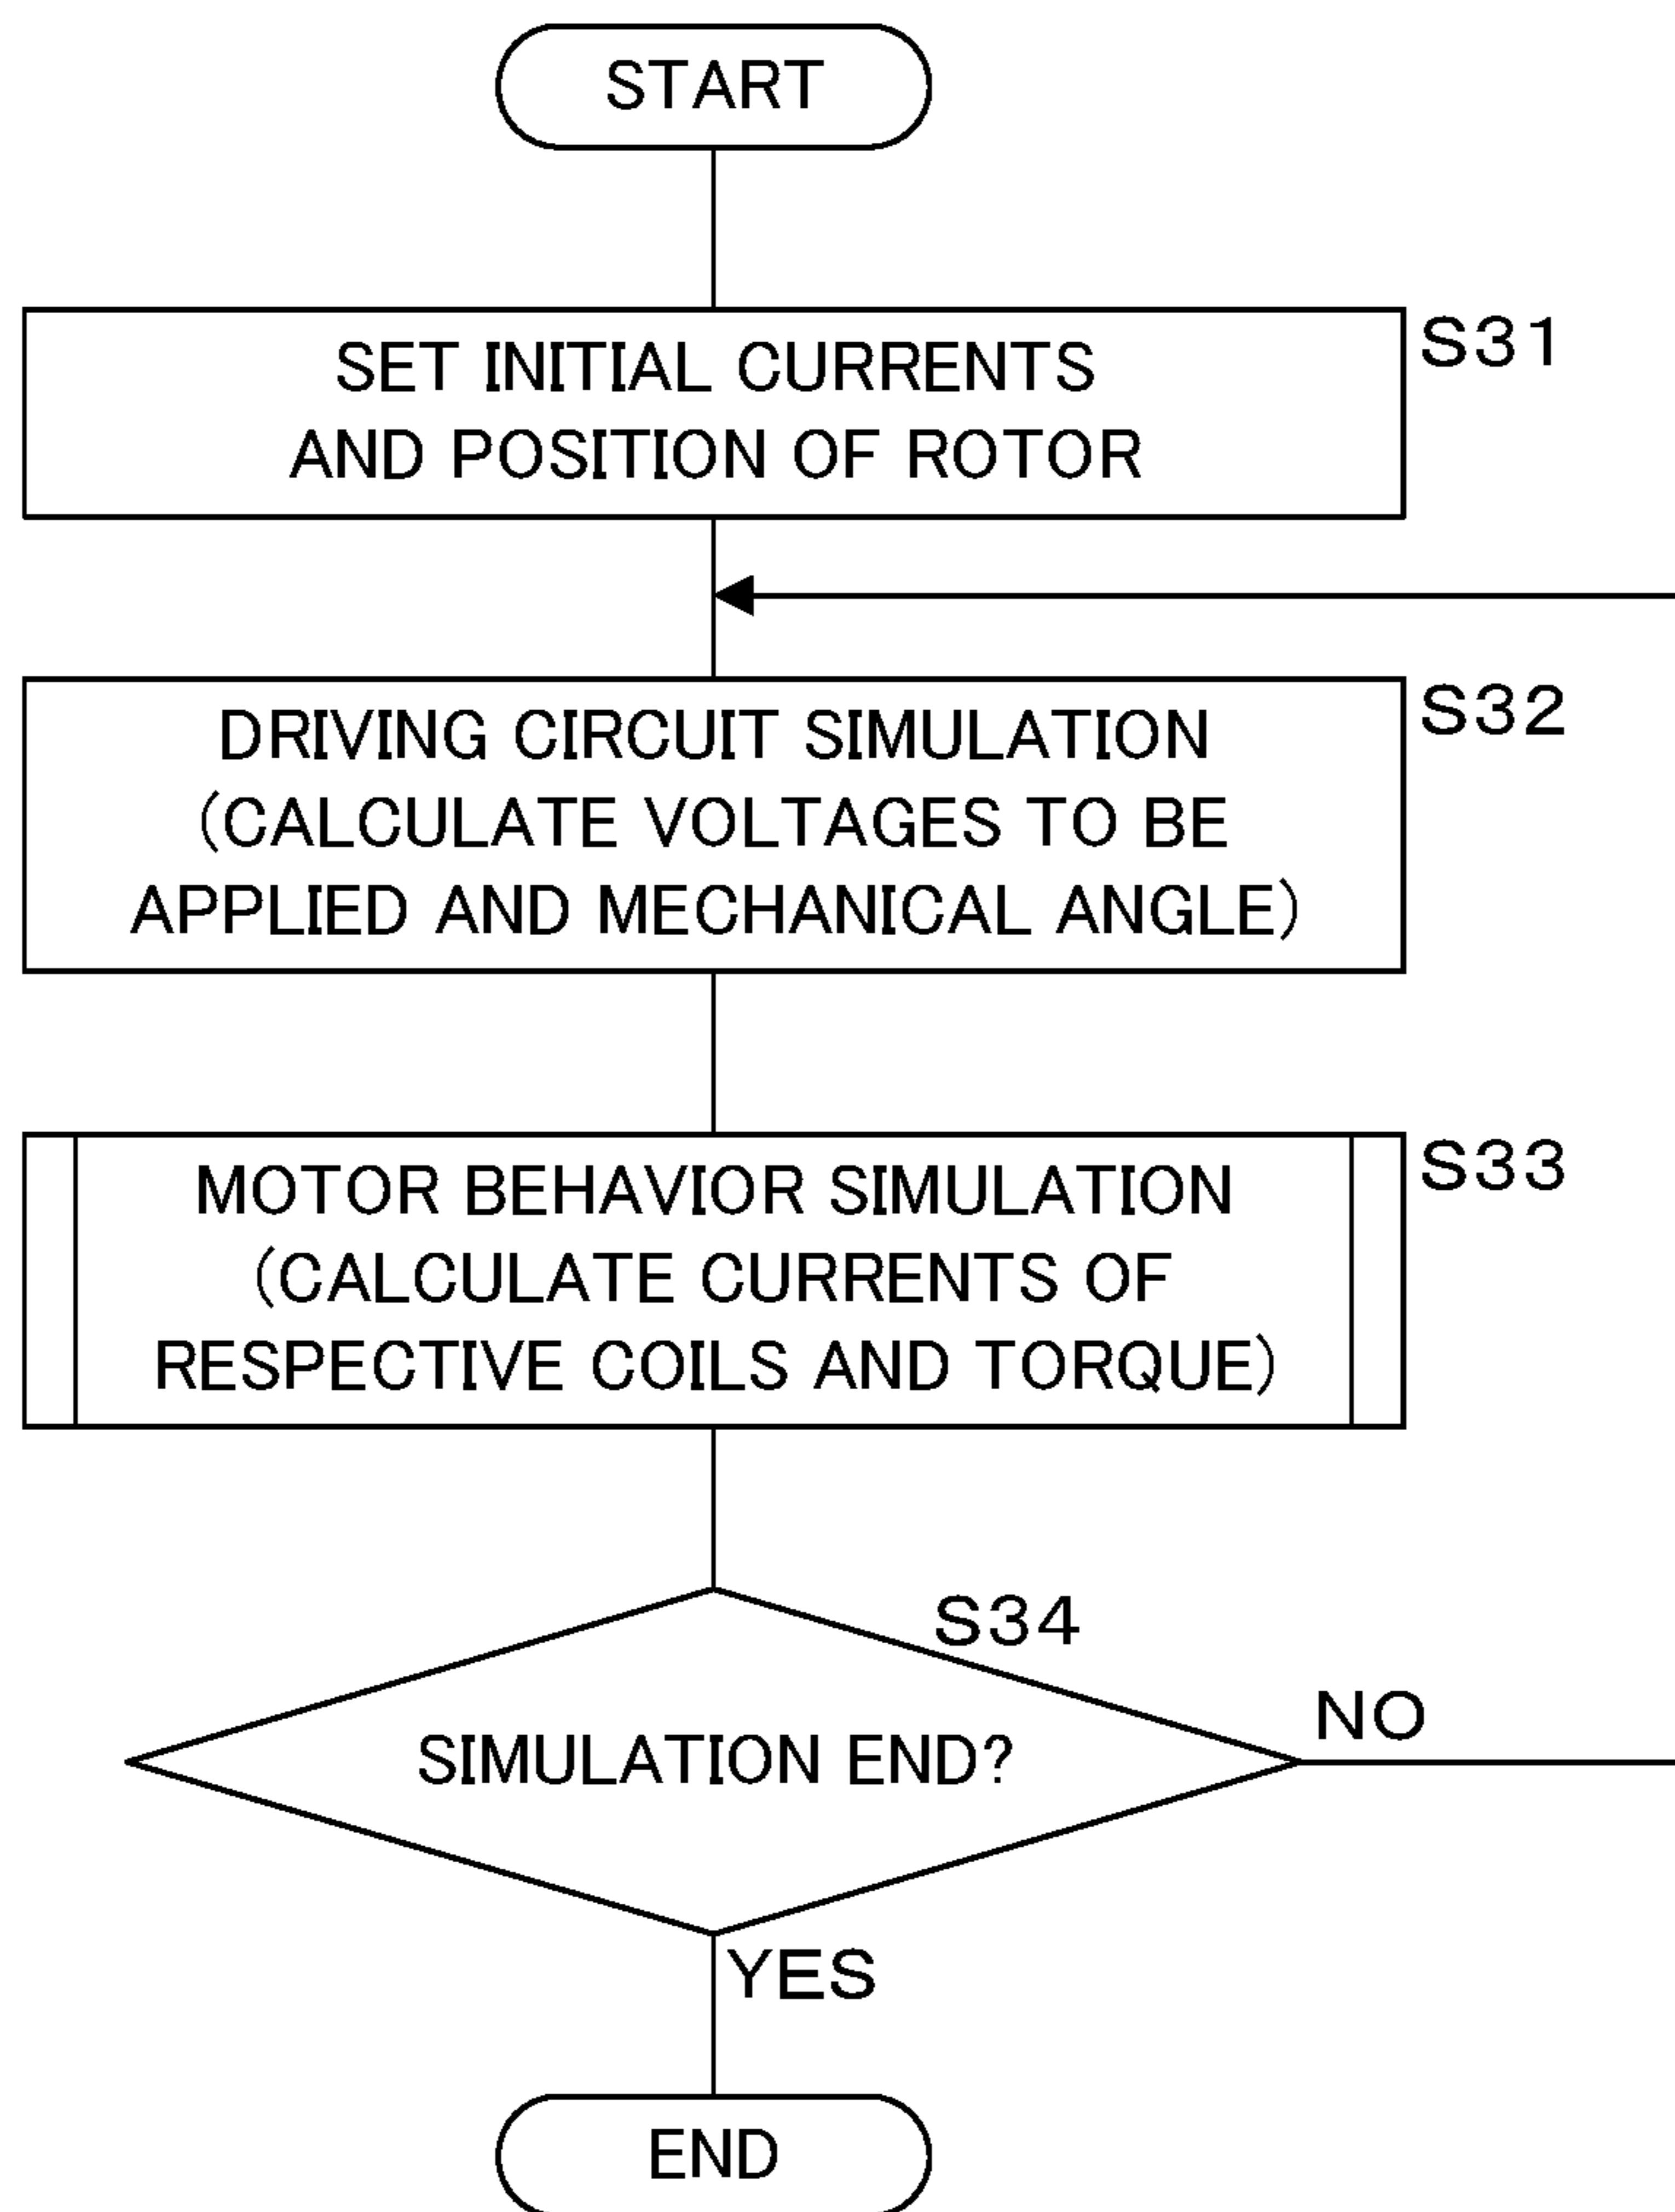 START
SET INITIAL CURRENTS
AND POSITION OF ROTOR
S31
DRIVING CIRCUIT SIMULATION
(CALCULATE VOLTAGES TO BE
APPLIED AND MECHANICAL ANGLE)
S32
MOTOR BEHAVIOR SIMULATION
(CALCULATE CURRENTS OF
RESPECTIVE COILS AND TORQUE)
S33
S34
SIMULATION END?
NO
YES
END